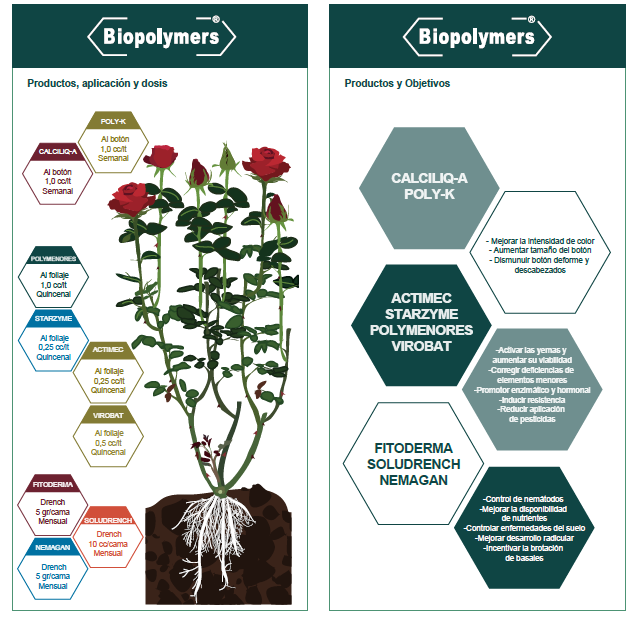 Biopolymers®
Productos, aplicación y dosis
POLY-K
Al botón
1,0 cc/lt
Semanal
CALCILIQ-A
Al botón
1,0 cc/lt
Semanal
POLYMENORES
Al foliaje
1,0 cc/lt
Quincenal
STARZYME
Al foliaje
0,25 cc/lt
Quincenal
ACTIMEC
Al foliaje
0,25 cc/lt
Quincenal
VIROBAT
Al foliaje
0,5 cc/lt
Quincenal
FITODERMA
Drench
5 gr/cama
Mensual
SOLUDRENCH
Drench
10 cc/cama
Mensual
NEMAGAN
Drench
5 gr/cama
Mensual
Biopolymers®
Productos y Objetivos
CALCILIQ-A
POLY-K
- Mejorar la intensidad de color
- Aumentar tamaño del botón
- Dismunuir botón deforme y
descabezados
ACTIMEC
STARZYME
POLYMENORES
VIROBAT
-Activar las yemas y
aumentar su viabilidad
-Corregir deficiencias de
elementos menores
-Promotor enzimático y hormonal
-Inducir resistencia
-Reducir aplicación
de pesticidas
FITODERMA
SOLUDRENCH
NEMAGAN
-Control de nemátodos
-Mejorar la disponibilidad
de nutrientes
-Controlar enfermedades del suelo
-Mejorar desarrollo radicular
-Incentivar la brotación
de basales